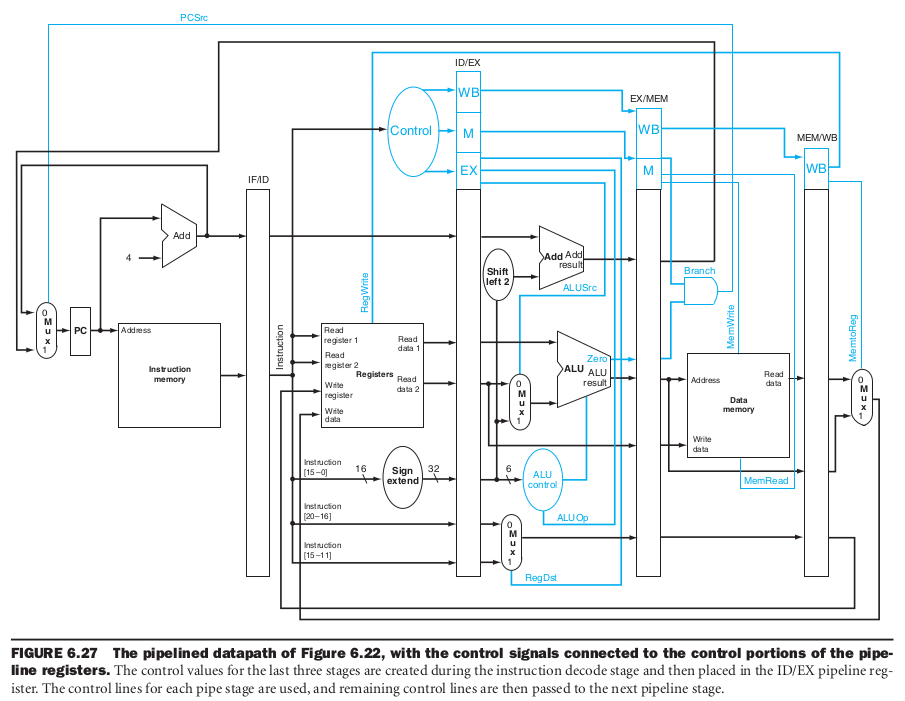 PCSrc
ID/EX
WB
EX/MEM
Control
M
WB
MEM/WB
EX
M
WB
IF/ID
Add
4
RegWrite
Shift
left 2
Add Add
result
ALUSrc
Branch
MemWrite
MemtoReg
0
M
u
x
1
PC
Address
Instruction
memory
Instruction
Read
register 1
Read
data 1
Read
register 2
Registers
Read
data 2
Write
register
Write
data
0
M
u
x
1
Zero
ALU
ALU
result
Address
Read
data
Data
memory
Write
data
0
M
u
x
1
Instruction
[15–0]
16
Sign
extend
32
6
ALU
control
MemRead
Instruction
[20–16]
ALUOp
0
M
u
x
1
Instruction
[15–11]
RegDst
FIGURE 6.27 The pipelined datapath of Figure 6.22, with the control signals connected to the control portions of the pipe-
line registers. The control values for the last three stages are created during the instruction decode stage and then placed in the ID/EX pipeline reg-
ister. The control lines for each pipe stage are used, and remaining control lines are then passed to the next pipeline stage.